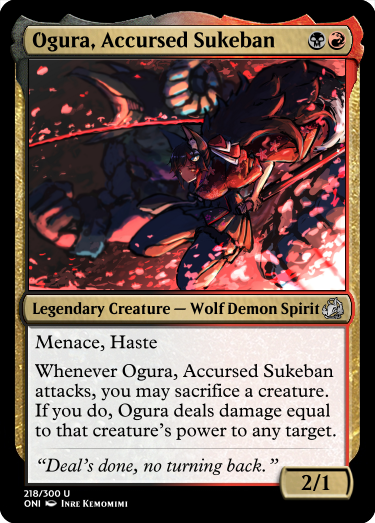 Ogura, Accursed Sukeban
Legendary Creature — Wolf Demon Spirit
Menace, Haste
Whenever Ogura, Accursed Sukeban
attacks, you may sacrifice a creature.
If you do, Ogura deals damage equal
to that creature's power to any target.
“Deal's done, no turning back.”
2/1
218/300 U
ONI Inre Kemomimi